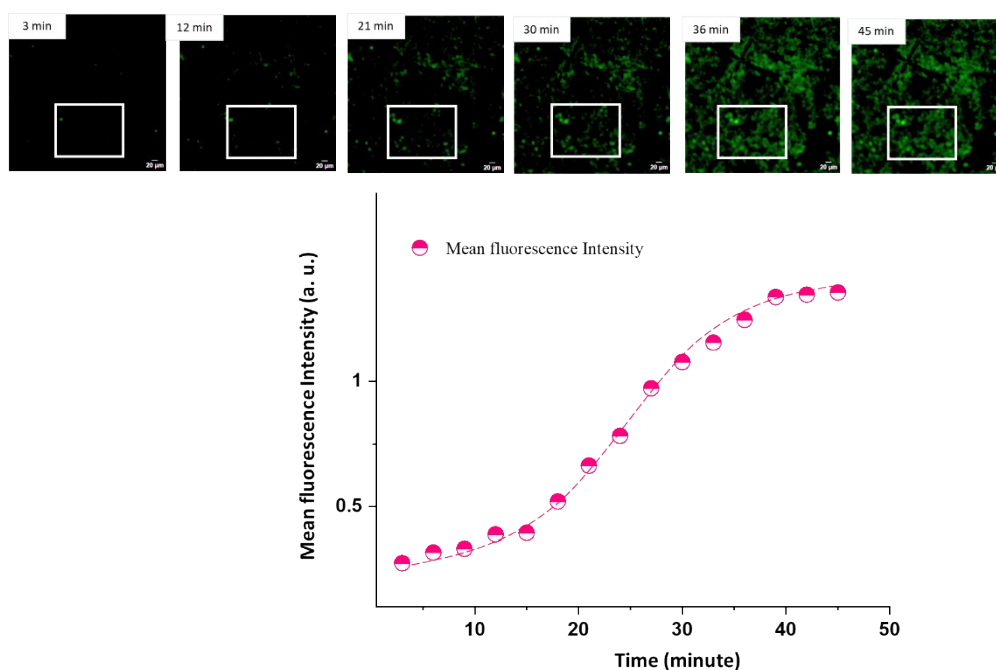 3 min
12 min
21 min
30 min
36 min
45 min
20 µm
20 µm
20 µm
20 µm
20 µm
20 µm
Mean fluorescence Intensity
Mean fluorescence Intensity (a. u.)
1
0.5
10
20
30
40
50
Time (minute)